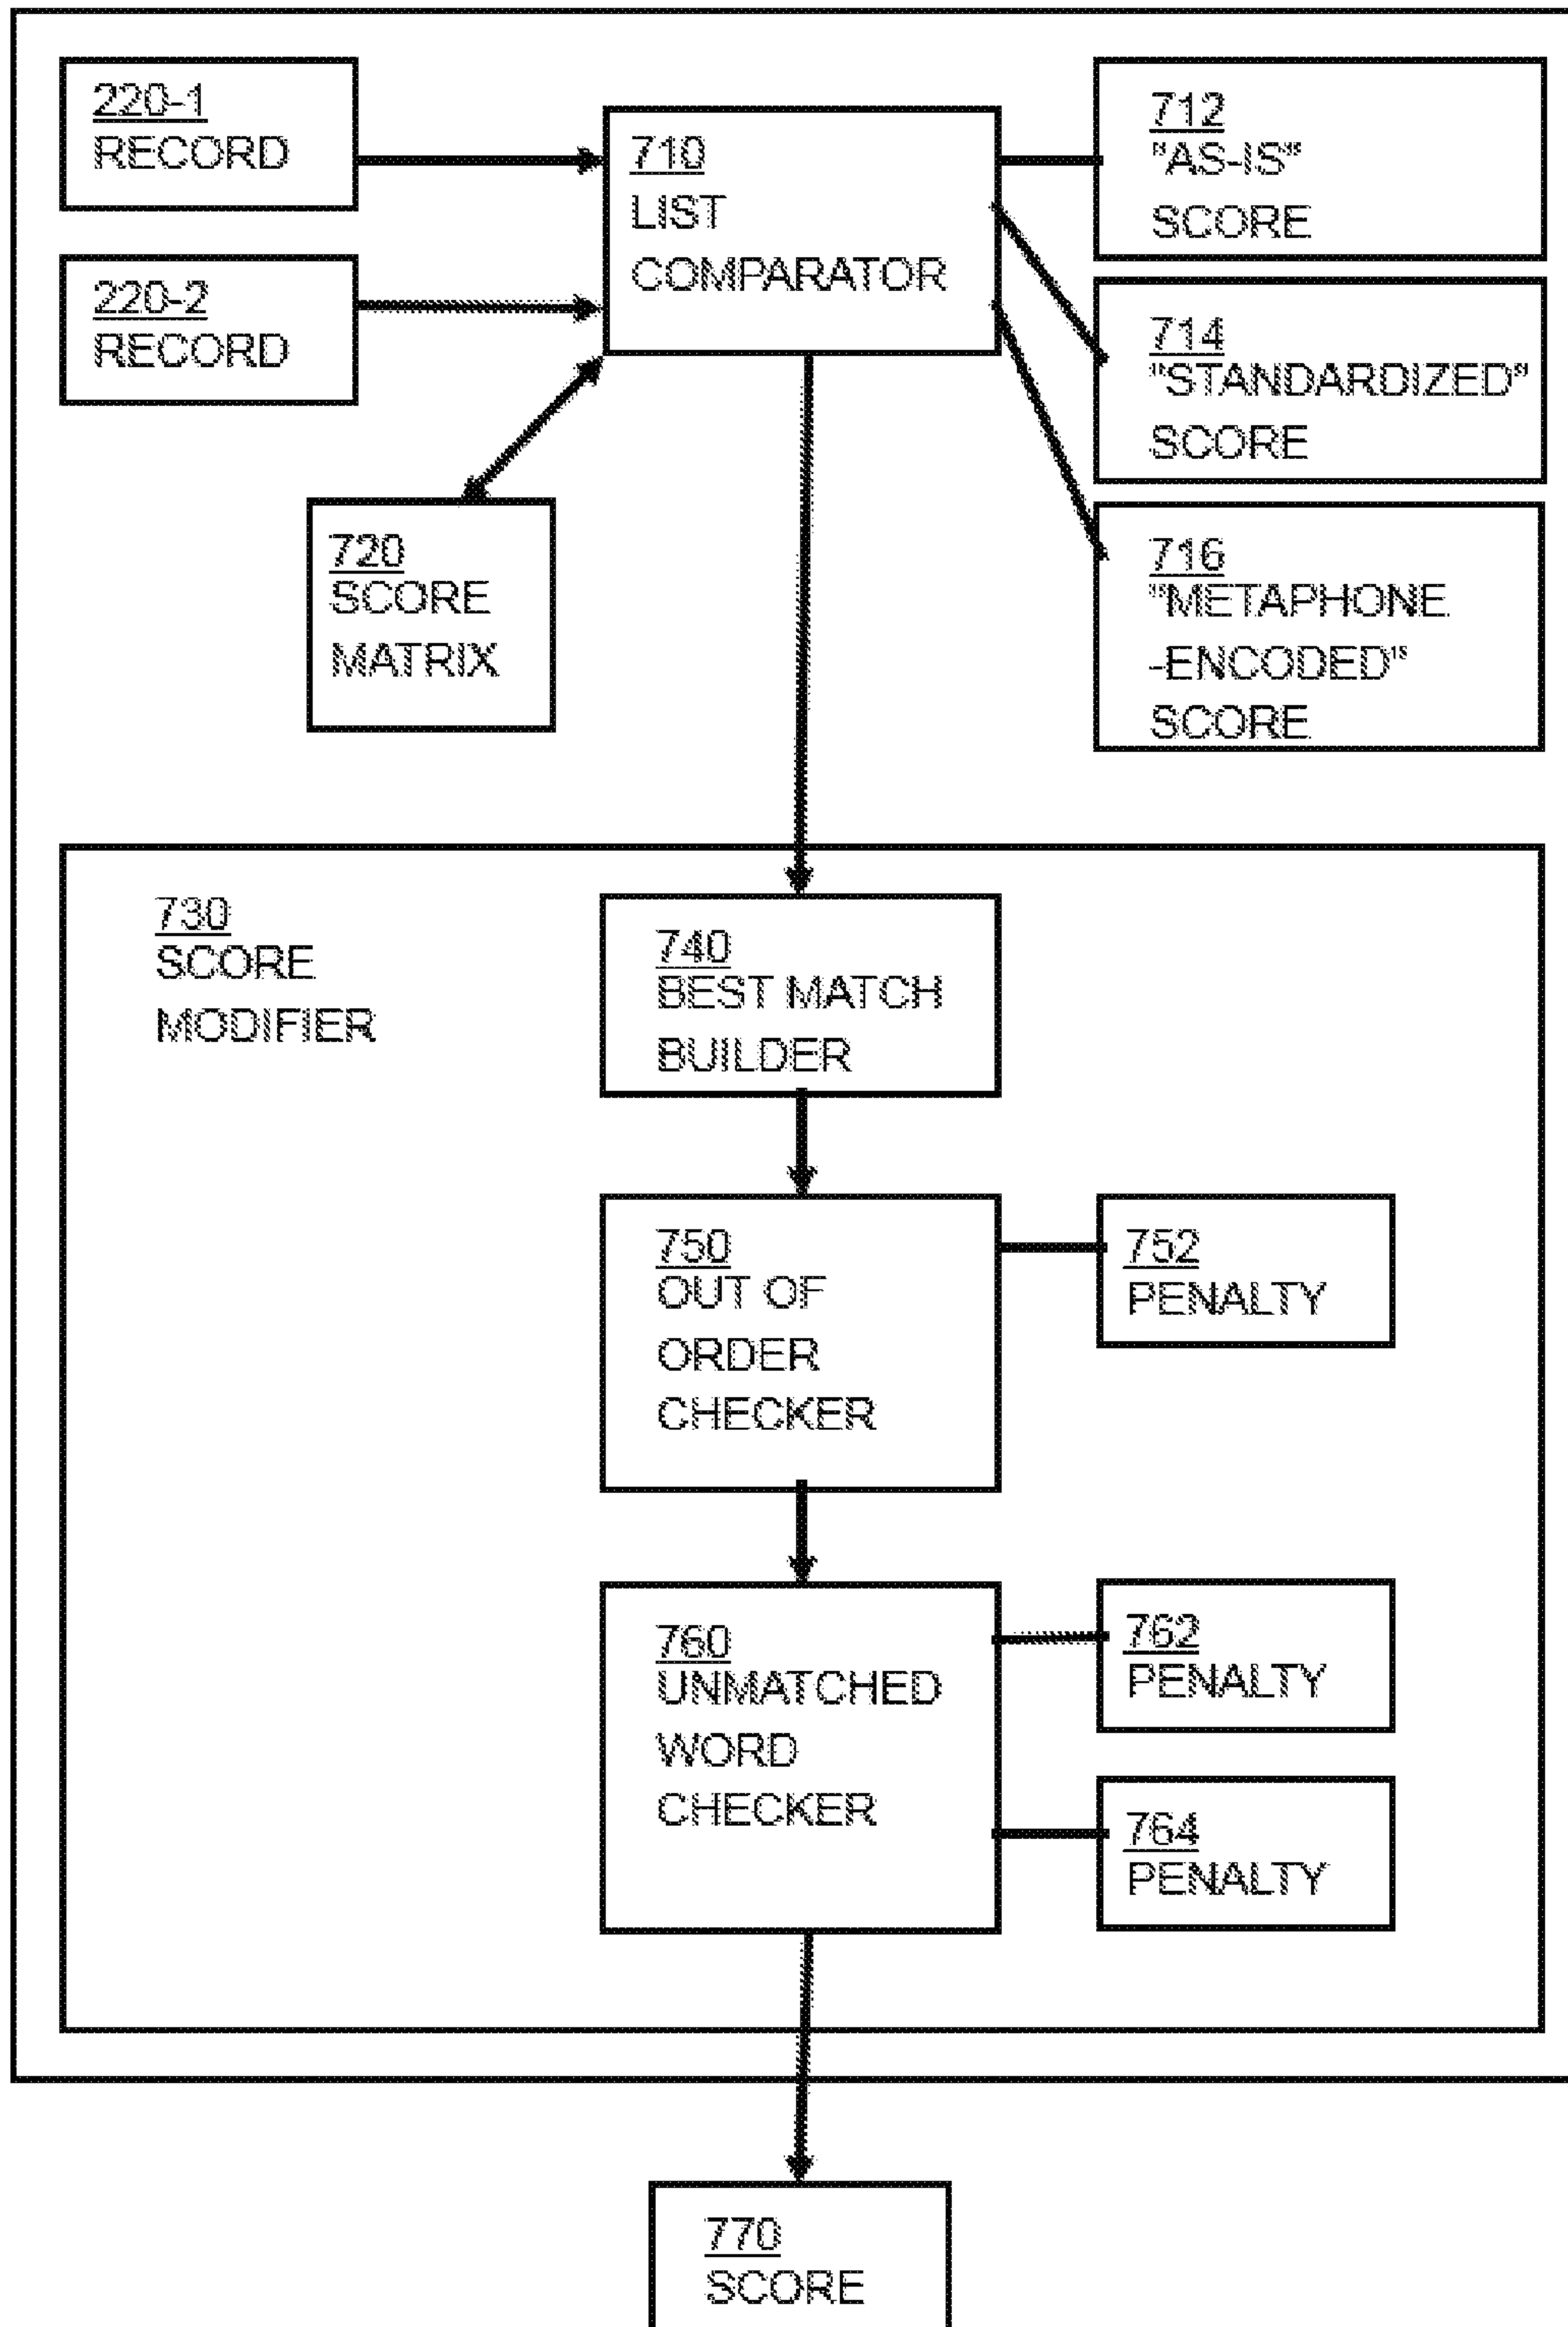 220-1
RECORD
220-2
RECORD
710
LIST
COMPARATOR
712
"AS-IS"
SCORE
714
"STANDARDIZED"
SCORE
716
"METAPHONE
-ENCODED"
SCORE
720
SCORE
MATRIX
730
SCORE
MODIFIER
740
BEST MATCH
BUILDER
750
OUT OF
ORDER
CHECKER
752
PENALTY
760
UNMATCHED
WORD
CHECKER
762
PENALTY
764
PENALTY
770
SCORE